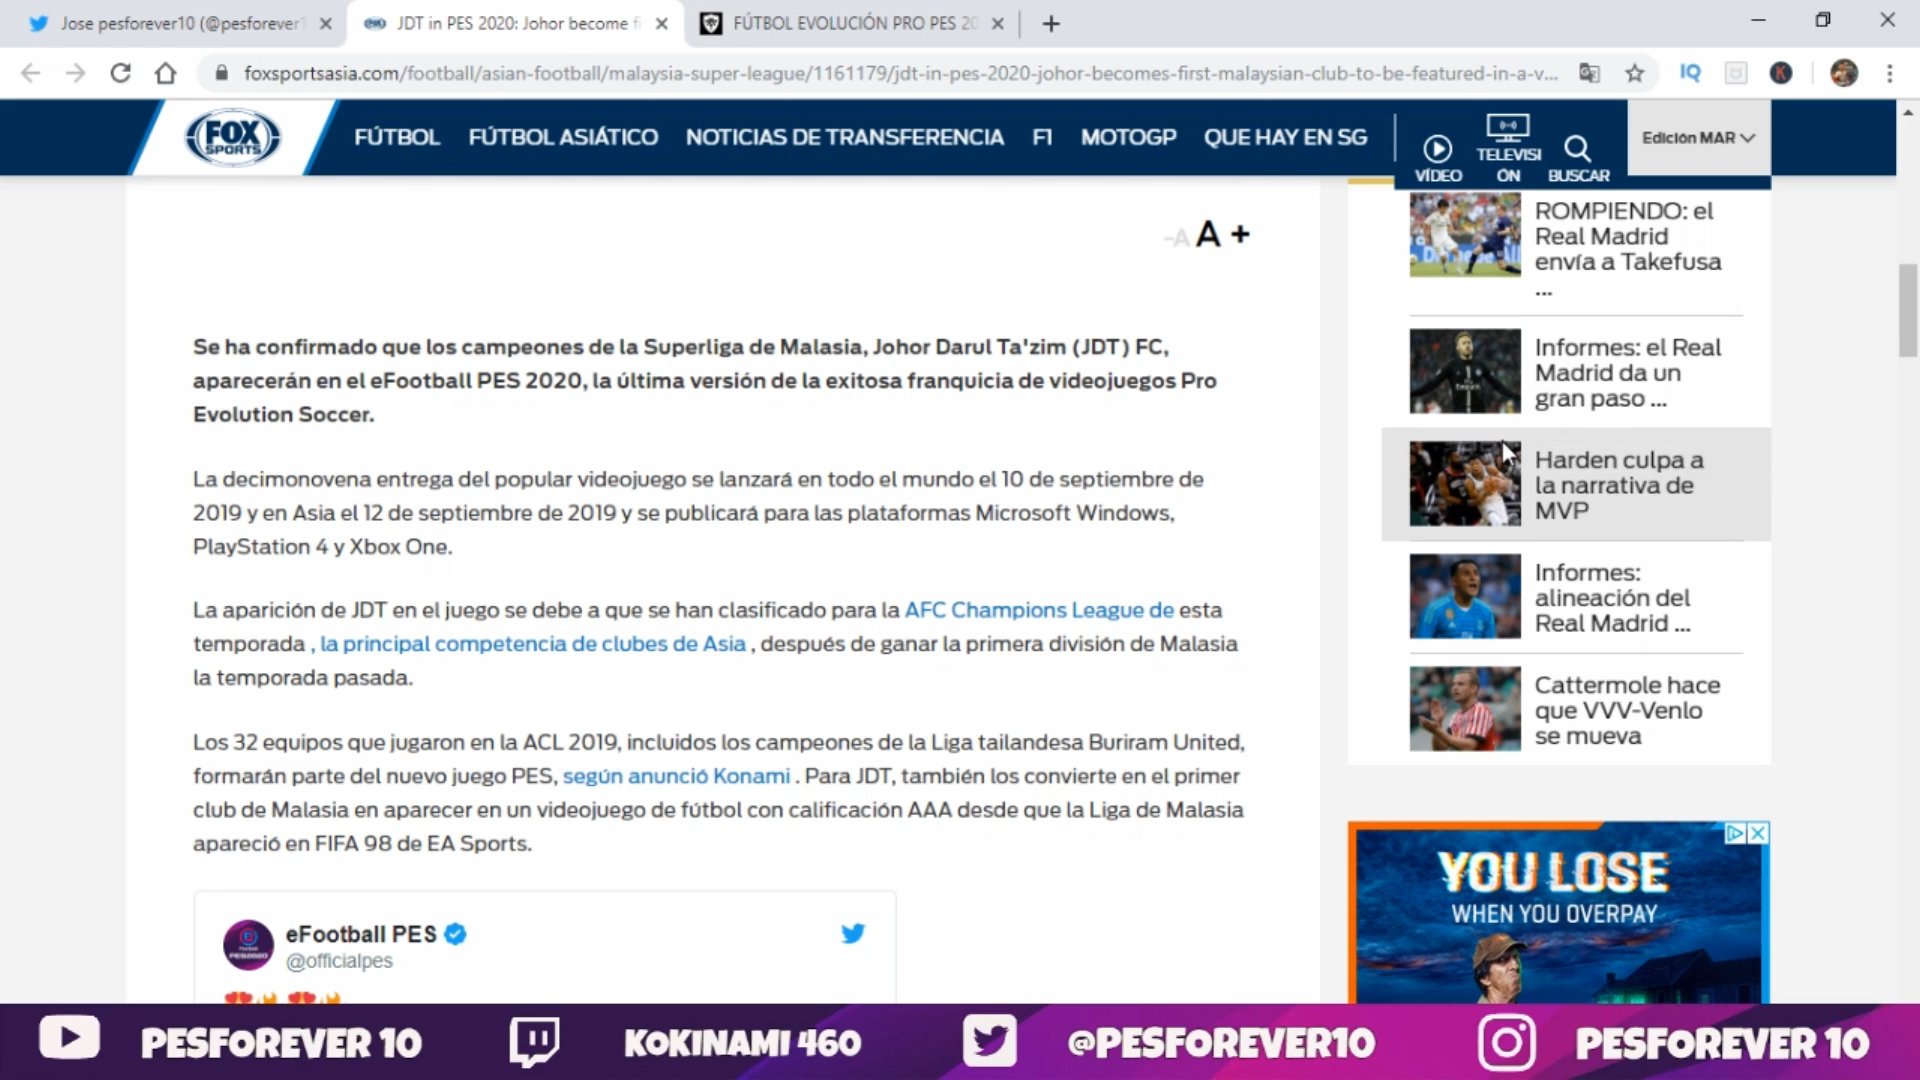 Jose pesforever10 (@pesforever1
JDT in PES 2020: Johor become fi
FÚTBOL EVOLUCIÓN PRO PES 20
foxsportsasia.com/football/asian-football/malaysia-super-league/1161179/jdt-in-pes-2020-johor-becomes-first-malaysian-club-to-be-featured-in-a-v...
IQ
K
FOX
SPORTS
FÚTBOL
FÚTBOL ASIÁTICO
NOTICIAS DE TRANSFERENCIA
F1
MOTOGP
QUE HAY EN SG
VÍDEO
TELEVISI
ÓN
BUSCAR
Edición MAR
-A A +
Se ha confirmado que los campeones de la Superliga de Malasia, Johor Darul Ta'zim (JDT) FC,
aparecerán en el eFootball PES 2020, la última versión de la exitosa franquicia de videojuegos Pro
Evolution Soccer.
La decimonovena entrega del popular videojuego se lanzará en todo el mundo el 10 de septiembre de
2019 y en Asia el 12 de septiembre de 2019 y se publicará para las plataformas Microsoft Windows,
PlayStation 4 y Xbox One.
La aparición de JDT en el juego se debe a que se han clasificado para la AFC Champions League de esta
temporada , la principal competencia de clubes de Asia , después de ganar la primera división de Malasia
la temporada pasada.
Los 32 equipos que jugaron en la ACL 2019, incluidos los campeones de la Liga tailandesa Buriram United,
formarán parte del nuevo juego PES, según anunció Konami . Para JDT, también los convierte en el primer
club de Malasia en aparecer en un videojuego de fútbol con calificación AAA desde que la Liga de Malasia
apareció en FIFA 98 de EA Sports.
eFootball PES
@officialpes
ROMPIENDO: el
Real Madrid
envía a Takefusa
...
Informes: el Real
Madrid da un
gran paso ...
Harden culpa a
la narrativa de
MVP
Informes:
alineación del
Real Madrid ...
Cattermole hace
que VVV-Venlo
se mueva
YOU LOSE
WHEN YOU OVERPAY
PESFOREVER 10
KOKINAMI 460
@PESFOREVER10
PESFOREVER 10